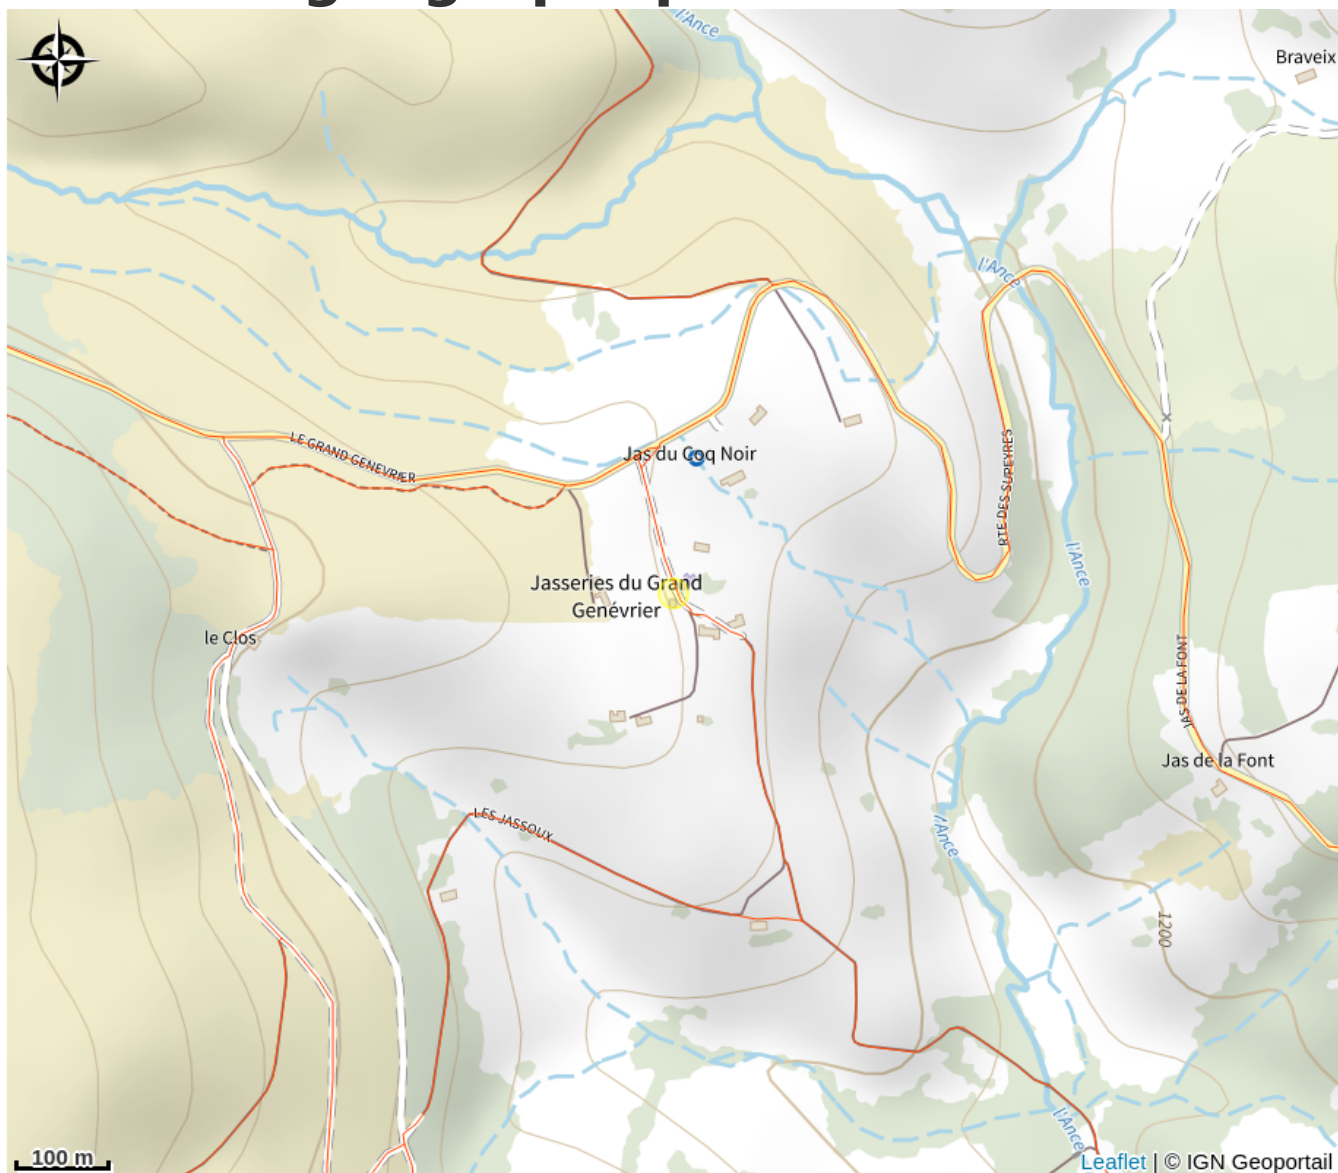 l'Ance
Braveix
l'Ance
LE GRAND GENEVRIER
Jas du Coq Noir
RTE DES SUPEYRES
l'Ance
Jasseries du Grand
Genévrier
le Clos
JAS DE LA FONT
Jas de la Font
LES JASSOUX
l'Ance
1200
l'Ance
100 m
Leaflet | © IGN Geoportail